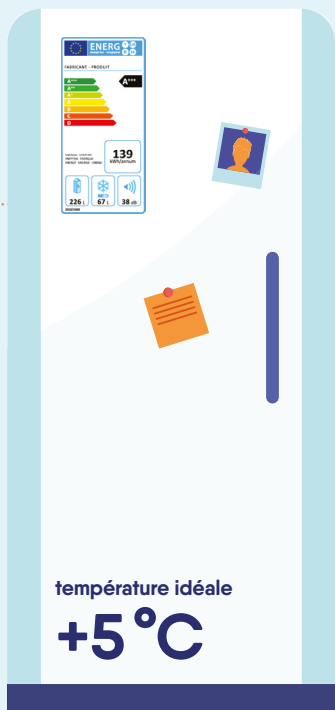 ENERG
FABRICANT - PRODUIT
A+++
A+++
A++
A+
A
B
C
D
139
kWh/annum
226 L
67 L
38 dB
température idéale
+5 °C